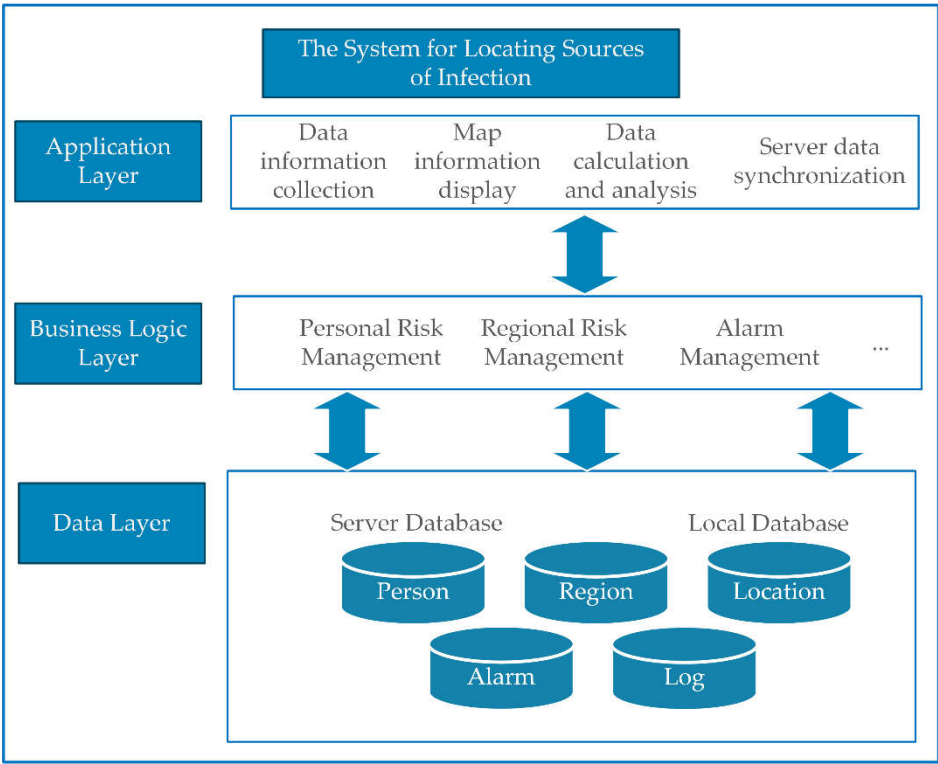 The System for Locating Sources
of Infection
Application
Layer
Data
information
collection
Map
information
display
Data
calculation
and analysis
Server data
synchronization
Business Logic
Layer
Personal Risk
Management
Regional Risk
Management
Alarm
Management
...
Data Layer
Server Database
Local Database
Person
Region
Location
Alarm
Log